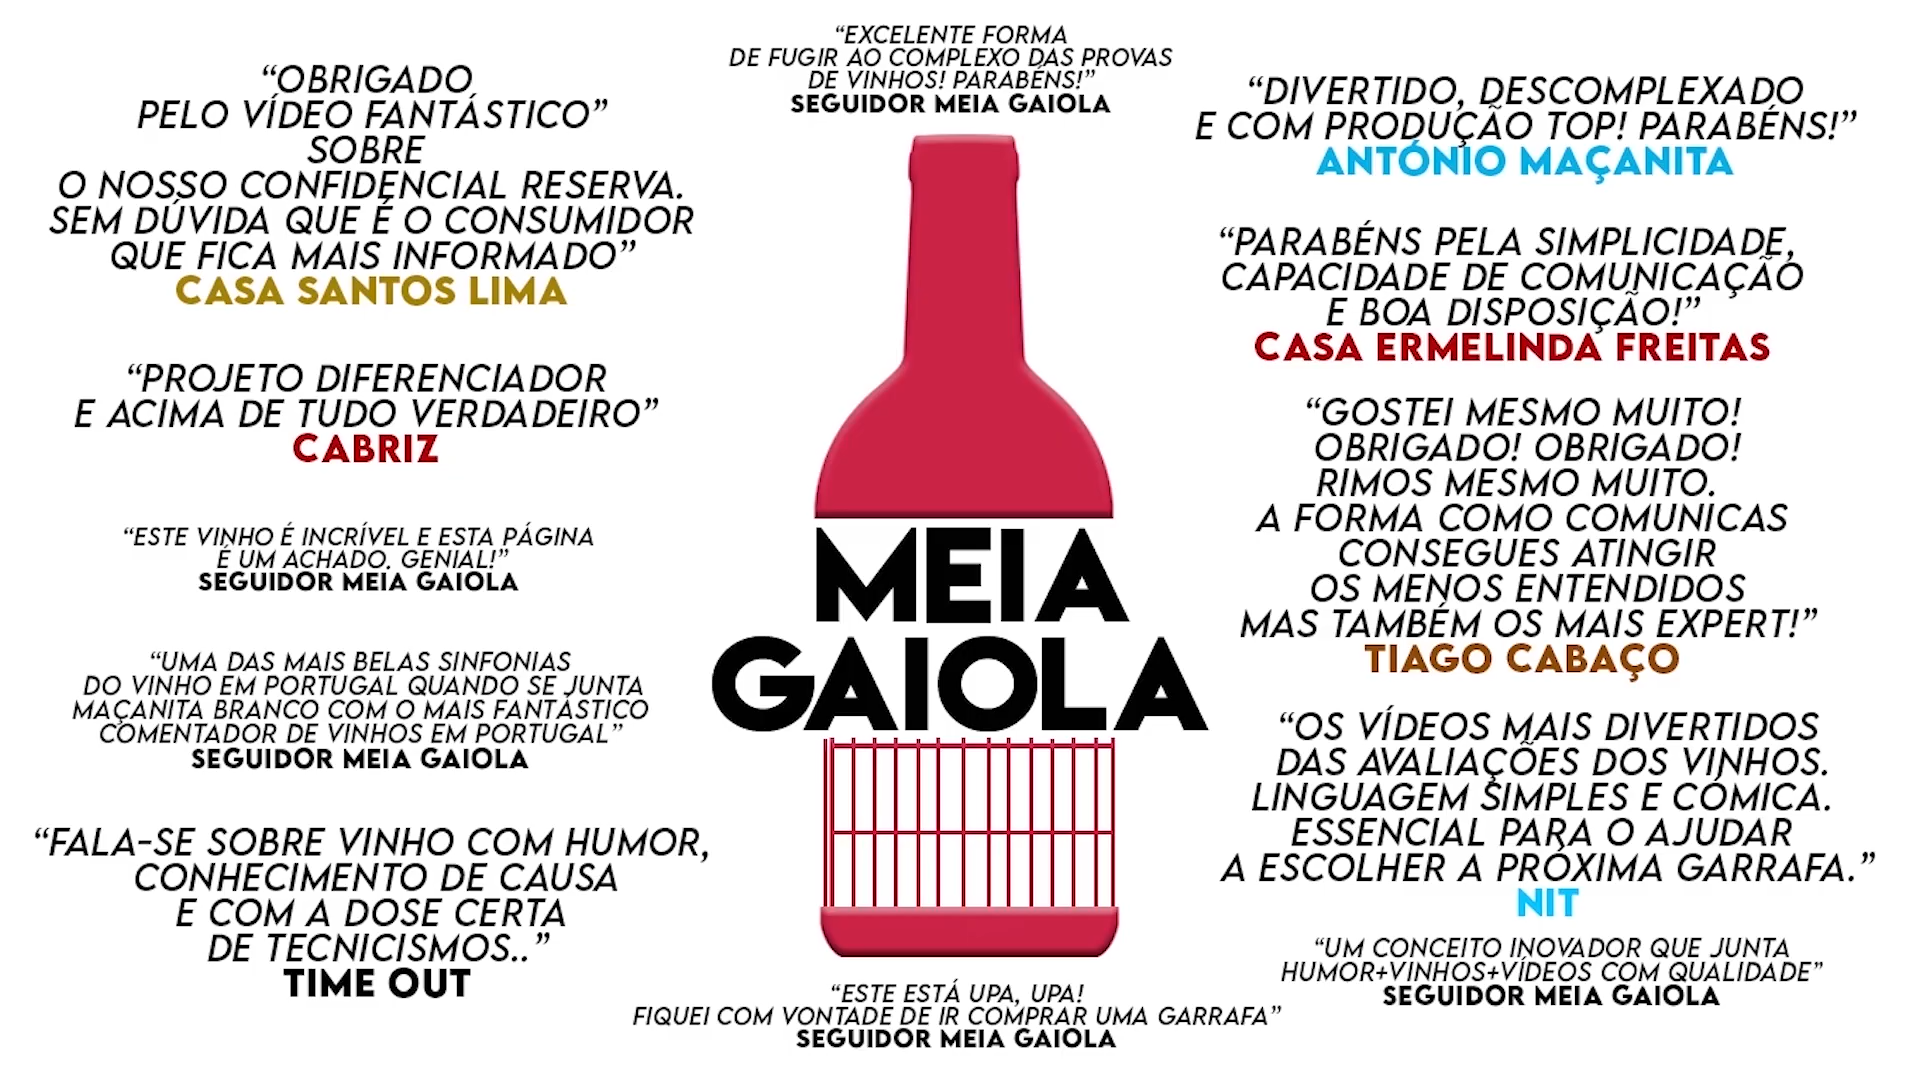 “OBRIGADO
PELO VÍDEO FANTÁSTICO”
SOBRE
O NOSSO CONFIDENCIAL RESERVA.
SEM DÚVIDA QUE É O CONSUMIDOR
QUE FICA MAIS INFORMADO”
CASA SANTOS LIMA
“PROJETO DIFERENCIADOR
E ACIMA DE TUDO VERDADEIRO”
CABRIZ
“ESTE VINHO É INCRÍVEL E ESTA PÁGINA
É UM ACHADO. GENIAL!”
SEGUIDOR MEIA GAIOLA
“UMA DAS MAIS BELAS SINFONIAS
DO VINHO EM PORTUGAL QUANDO SE JUNTA
MAÇANITA BRANCO COM O MAIS FANTÁSTICO
COMENTADOR DE VINHOS EM PORTUGAL”
SEGUIDOR MEIA GAIOLA
“FALA-SE SOBRE VINHO COM HUMOR,
CONHECIMENTO DE CAUSA
E COM A DOSE CERTA
DE TECNICISMOS..”
TIME OUT
“EXCELENTE FORMA
DE FUGIR AO COMPLEXO DAS PROVAS
DE VINHOS! PARABÉNS!”
SEGUIDOR MEIA GAIOLA
MEIA
GAIOLA
“ESTE ESTÁ UPA, UPA!
FIQUEI COM VONTADE DE IR COMPRAR UMA GARRAFA”
SEGUIDOR MEIA GAIOLA
“DIVERTIDO, DESCOMPLEXADO
E COM PRODUÇÃO TOP! PARABÉNS!”
ANTÓNIO MAÇANITA
“PARABÉNS PELA SIMPLICIDADE,
CAPACIDADE DE COMUNICAÇÃO
E BOA DISPOSIÇÃO!”
CASA ERMELINDA FREITAS
“GOSTEI MESMO MUITO!
OBRIGADO! OBRIGADO!
RIMOS MESMO MUITO.
A FORMA COMO COMUNICAS
CONSEGUES ATINGIR
OS MENOS ENTENDIDOS
MAS TAMBÉM OS MAIS EXPERT!”
TIAGO CABAÇO
“OS VÍDEOS MAIS DIVERTIDOS
DAS AVALIAÇÕES DOS VINHOS.
LINGUAGEM SIMPLES E CÓMICA.
ESSENCIAL PARA O AJUDAR
A ESCOLHER A PRÓXIMA GARRAFA.”
NIT
“UM CONCEITO INOVADOR QUE JUNTA
HUMOR+VINHOS+VÍDEOS COM QUALIDADE”
SEGUIDOR MEIA GAIOLA